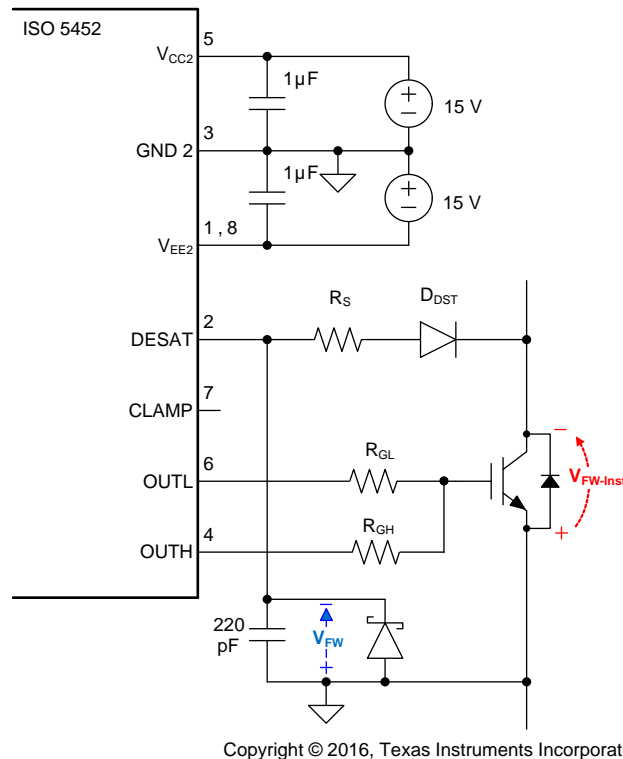 ISO 5452
5
VCC2
1µF
15 V
3
GND 2
1µF
15 V
1 , 8
VEE2
RS
DDST
2
DESAT
7
CLAMP
6
OUTL
RGL
VFW-Inst
4
OUTH
RGH
220
pF
VFW
Copyright © 2016, Texas Instruments Incorporat